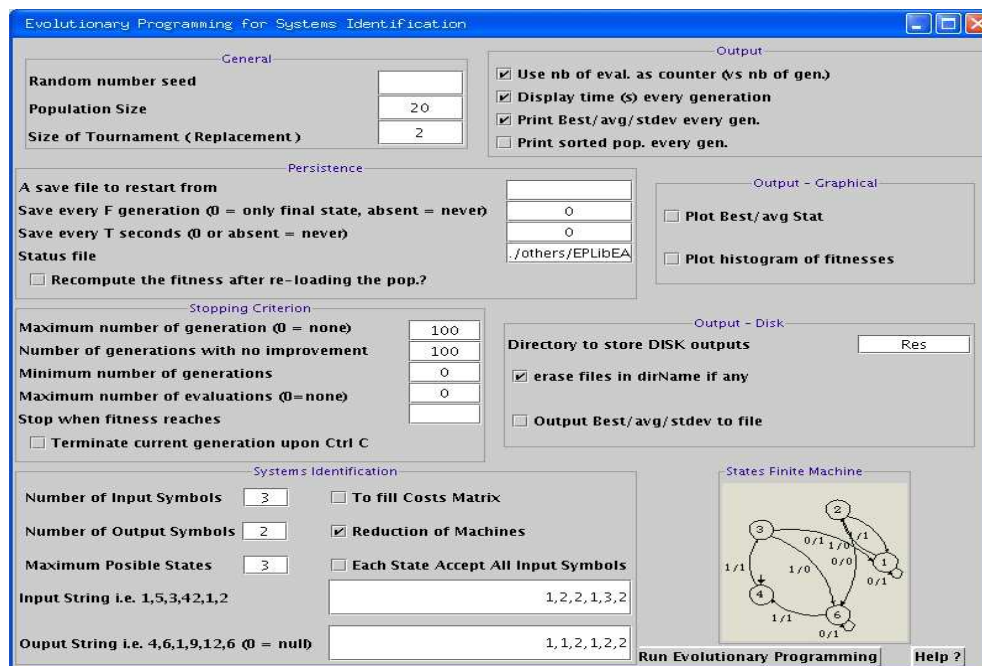 Evolutionary Programming for Systems Identification
General
Random number seed
Population Size 20
Size of Tournament (Replacement) 2
Output
Use nb of eval. as counter (vs nb of gen.)
Display time (s) every generation
Print Best/avg/stdev every gen.
Print sorted pop. every gen.
Persistence
A save file to restart from
Save every F generation (0 = only final state, absent = never) 0
Save every T seconds (0 or absent = never) 0
Status file ./others/EPLibEA
Recompute the fitness after re-loading the pop.?
Output - Graphical
Plot Best/avg Stat
Plot histogram of fitnesses
Stopping Criterion
Maximum number of generation (0 = none) 100
Number of generations with no improvement 100
Minimum number of generations 0
Maximum number of evaluations (0=none) 0
Stop when fitness reaches
Terminate current generation upon Ctrl C
Output - Disk
Directory to store DISK outputs Res
erase files in dirName if any
Output Best/avg/stdev to file
Systems Identification
Number of Input Symbols 3 To fill Costs Matrix
Number of Output Symbols 2 Reduction of Machines
Maximum Posible States 3 Each State Accept All Input Symbols
Input String i.e. 1,5,3,42,1,2 1,2,2,1,3,2
Ouput String i.e. 4,6,1,9,12,6 (0 = null) 1,1,2,1,2,2
States Finite Machine
2
3
1/1
0/1 1/0
1
0/0
1/1
1/0
0/1
4
6
1/1
0/1
Run Evolutionary Programming
Help ?